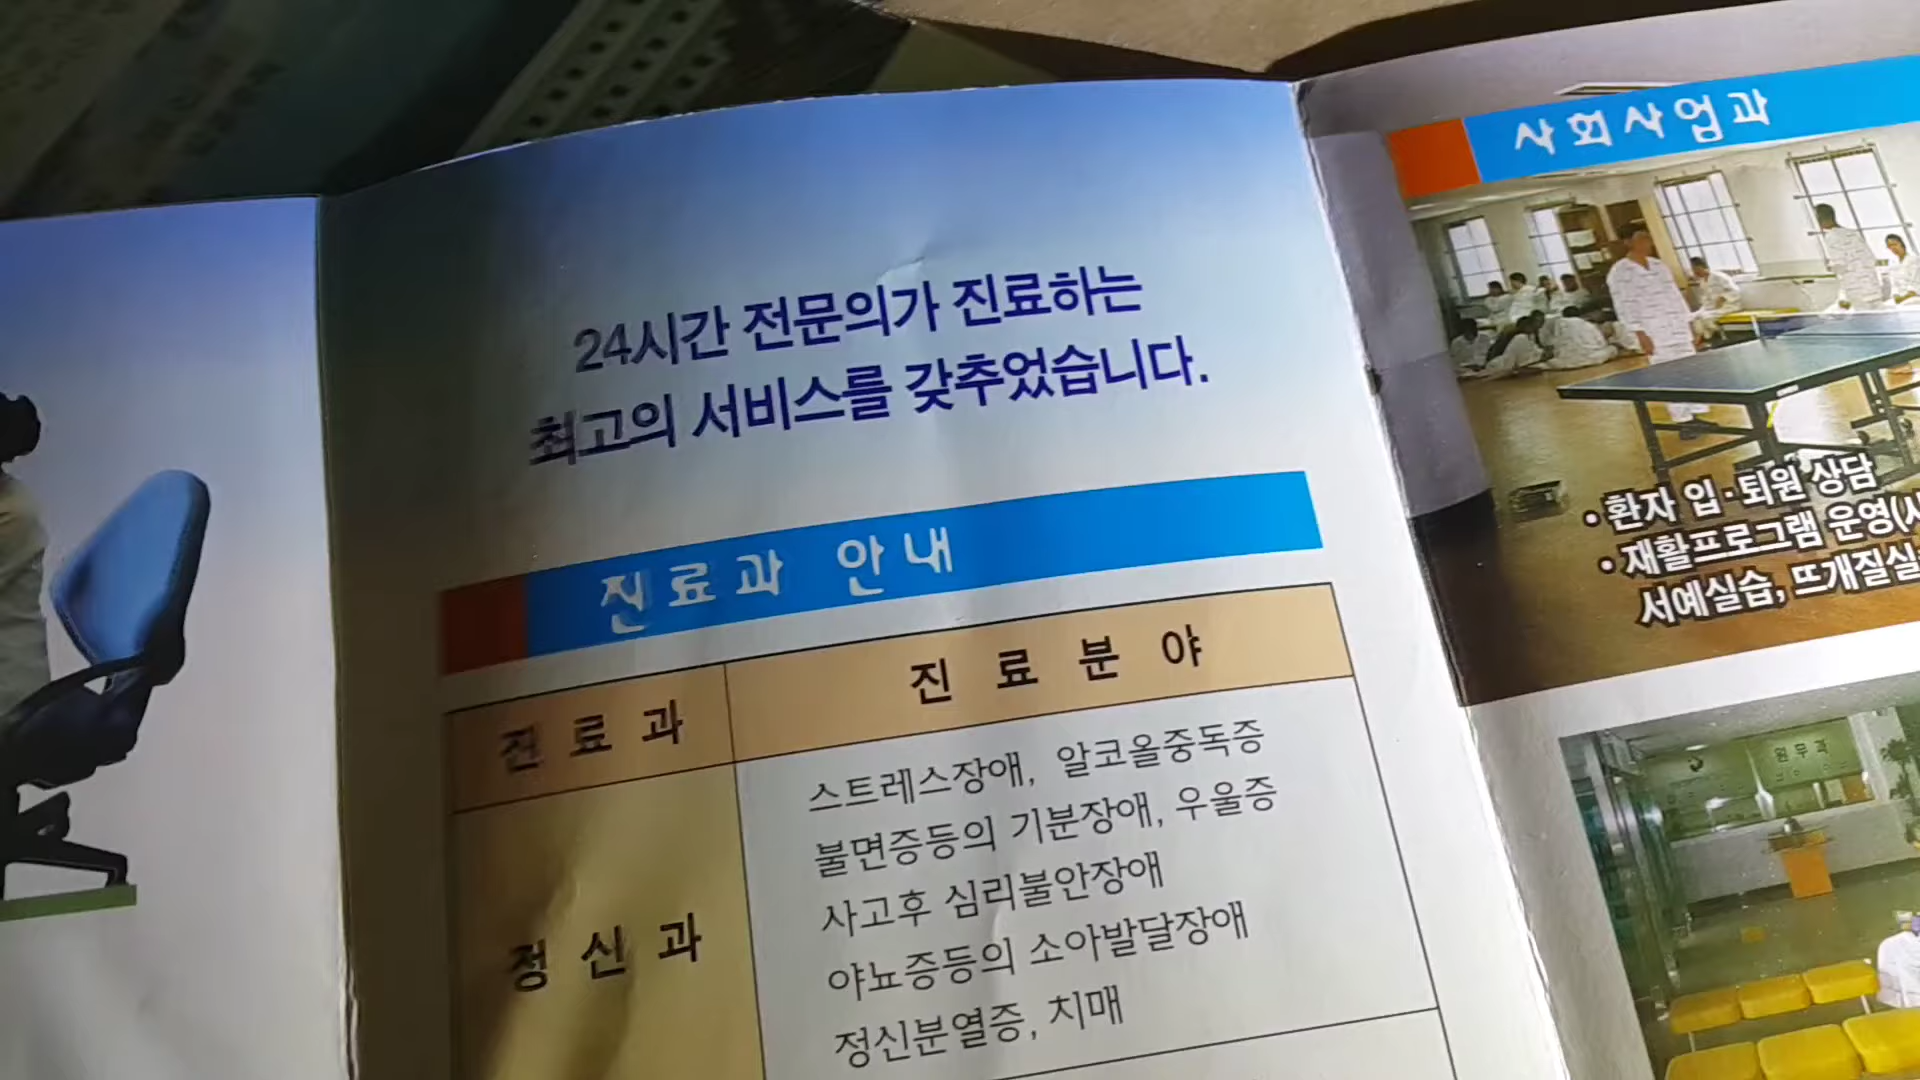 24시간 전문의가 진료하는
최고의 서비스를 갖추었습니다.
진료과 안내
진료과 진료분야
정신과
스트레스장애, 알코올중독증
불면증등의 기분장애, 우울증
사고후 심리불안장애
야뇨증등의 소아발달장애
정신분열증, 치매
사회사업과
• 환자 입·퇴원 상담
• 재활프로그램 운영(
서예실습, 뜨개질실
원무과